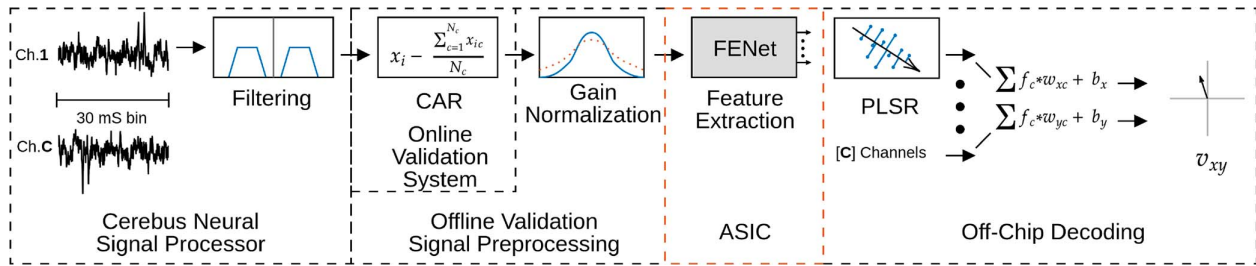 Ch.1
30 mS bin
Ch.C
Filtering
x_i − \frac{\sum_{c=1}^{N_c} x_{ic}}{N_c}
CAR
Online
Validation
System
Gain
Normalization
FENet
Feature
Extraction
PLSR
[C] Channels
∑ f_c*w_{xc} + b_x
∑ f_c*w_{yc} + b_y
v_{xy}
Cerebus Neural
Signal Processor
Offline Validation
Signal Preprocessing
ASIC
Off-Chip Decoding